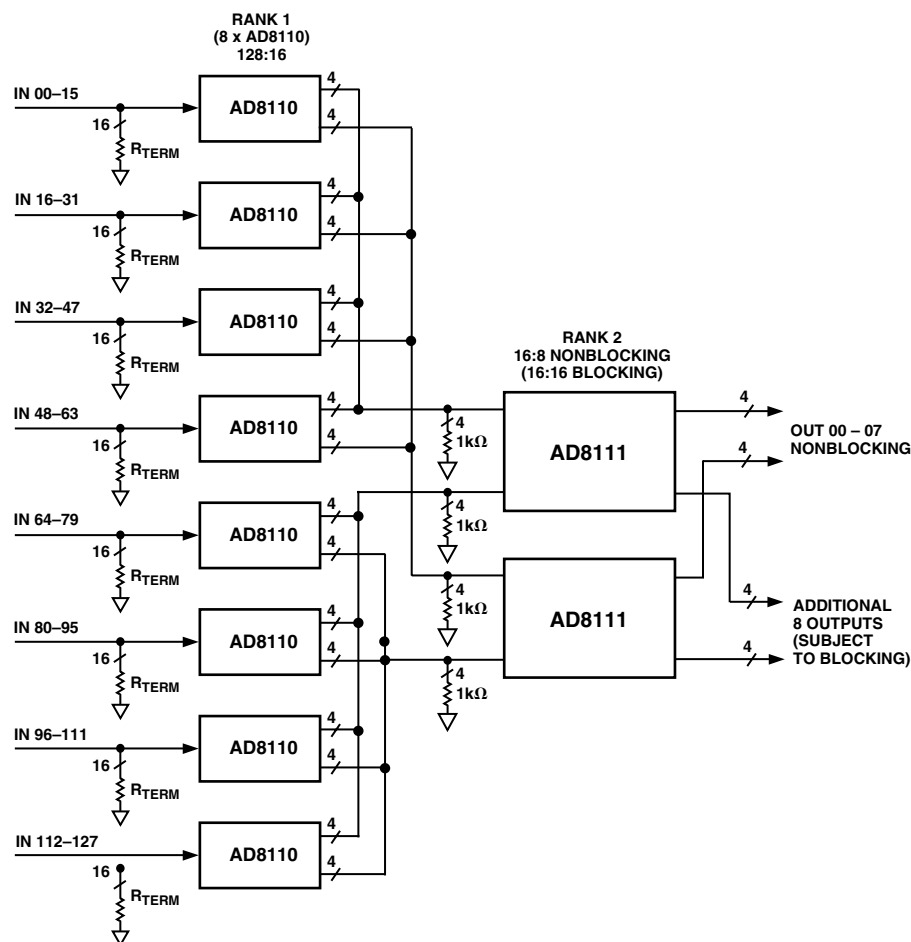 RANK 1
(8 x AD8110)
128:16
IN 00–15
16
RTERM
AD8110
4
4
IN 16–31
16
RTERM
AD8110
4
4
IN 32–47
16
RTERM
AD8110
4
4
IN 48–63
16
RTERM
AD8110
4
4
IN 64–79
16
RTERM
AD8110
4
4
IN 80–95
16
RTERM
AD8110
4
4
IN 96–111
16
RTERM
AD8110
4
4
IN 112–127
16
RTERM
AD8110
4
4
RANK 2
16:8 NONBLOCKING
(16:16 BLOCKING)
4
1kΩ
4
1kΩ
AD8111
4
1kΩ
4
1kΩ
AD8111
4
4
OUT 00 – 07
NONBLOCKING
4
4
ADDITIONAL
8 OUTPUTS
(SUBJECT
TO BLOCKING)